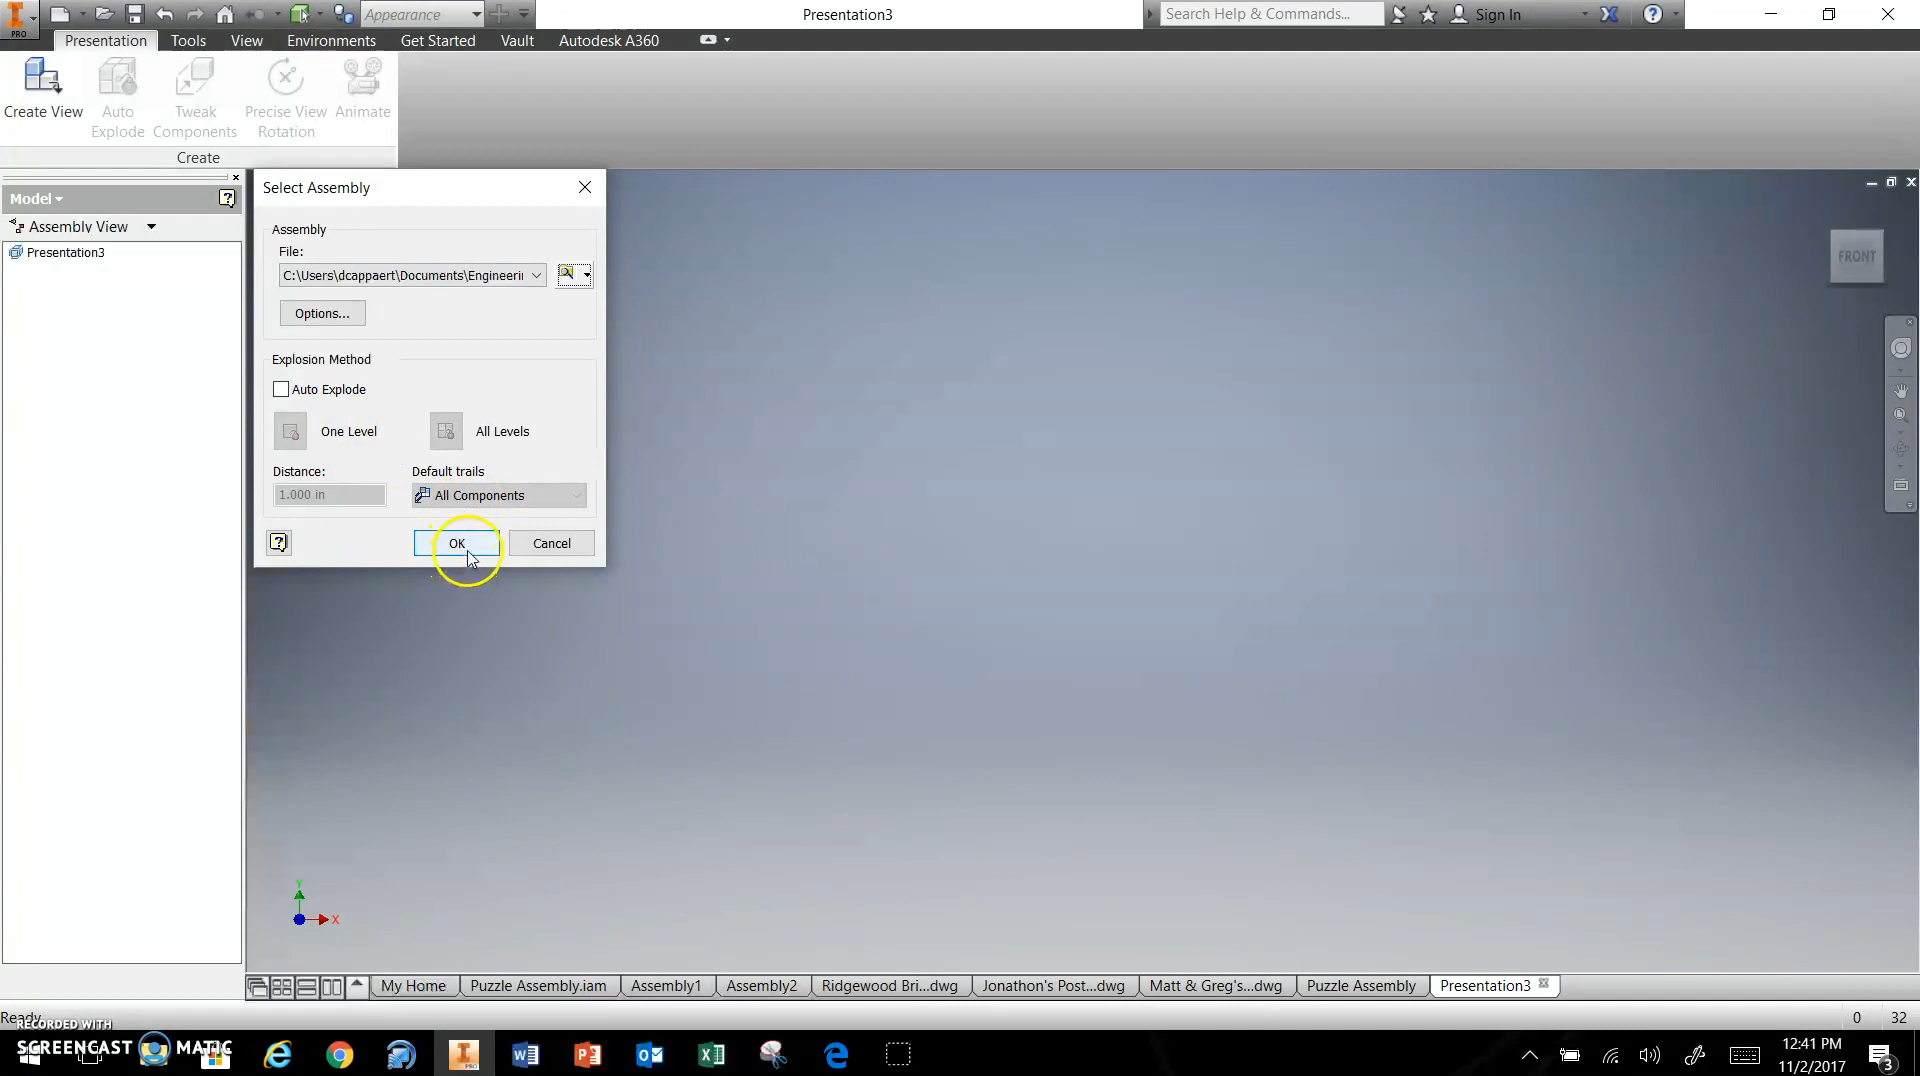 PRO
Appearance
Presentation3
Search Help & Commands...
Sign In
Presentation
Tools
View
Environments
Get Started
Vault
Autodesk A360
Create View
Auto
Explode
Tweak
Components
Precise View
Rotation
Animate
Create
Model
Assembly View
Presentation3
Select Assembly
Assembly
File:
C:\Users\dcappaert\Documents\Engineerin
Options...
Explosion Method
Auto Explode
One Level
All Levels
Distance:
Default trails
1.000 in
All Components
OK
Cancel
FRONT
Y
X
My Home
Puzzle Assembly.iam
Assembly1
Assembly2
Ridgewood Bri...dwg
Jonathon's Post...dwg
Matt & Greg's...dwg
Puzzle Assembly
Presentation3
Ready
0
32
RECORDED WITH
SCREENCAST MATIC
PRO
12:41 PM
11/2/2017
3